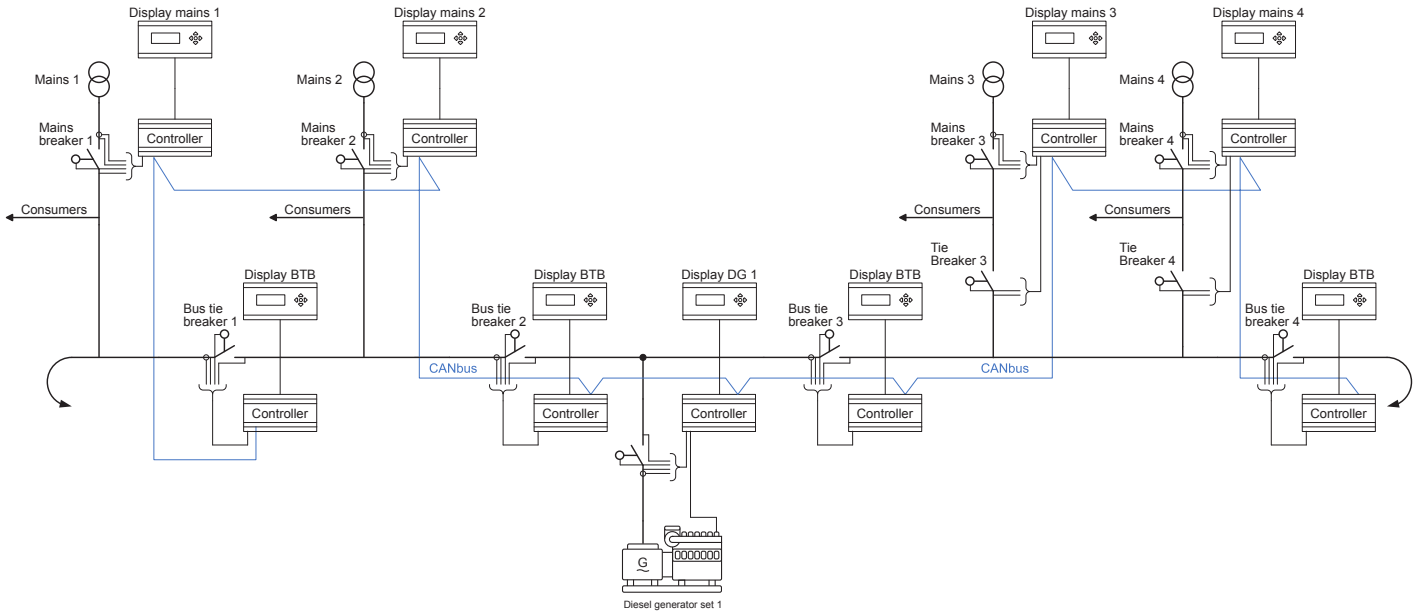 Display mains 1
Display mains 2
Display mains 3
Display mains 4
Mains 1
Mains 2
Mains 3
Mains 4
Mains
breaker 1
Controller
Mains
breaker 2
Controller
Mains
breaker 3
Controller
Mains
breaker 4
Controller
Consumers
Consumers
Consumers
Consumers
Tie
Breaker 3
Tie
Breaker 4
Display BTB
Display BTB
Display DG 1
Display BTB
Display BTB
Bus tie
breaker 1
Bus tie
breaker 2
Bus tie
breaker 3
Bus tie
breaker 4
CANbus
CANbus
Controller
Controller
Controller
Controller
Controller
G
~
Diesel generator set 1